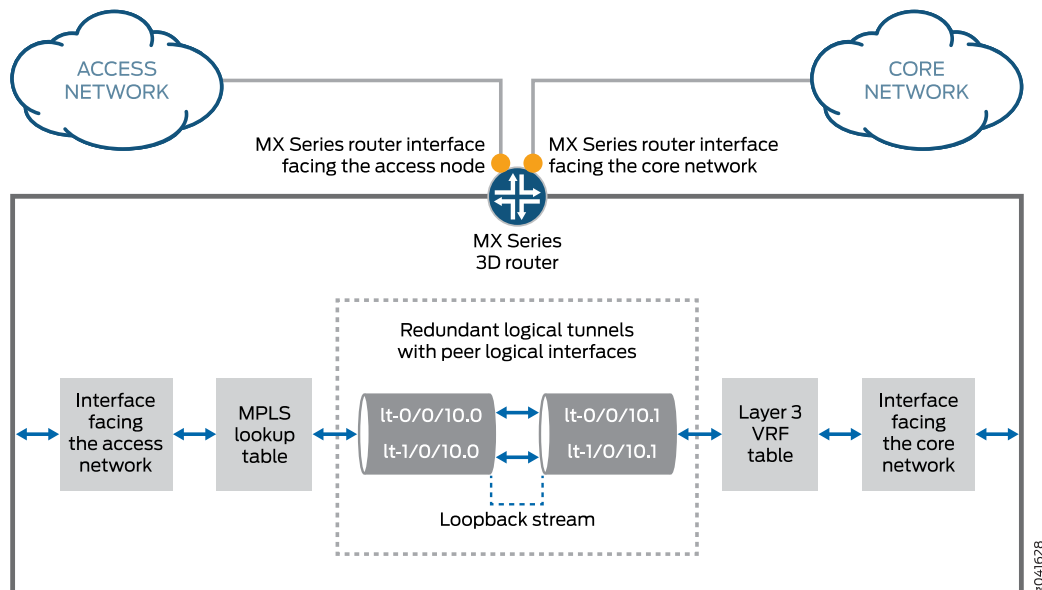 ACCESS
NETWORK
CORE
NETWORK
MX Series router interface
facing the access node
MX Series router interface
facing the core network
MX Series
3D router
Redundant logical tunnels
with peer logical interfaces
Interface
facing
the access
network
MPLS
lookup
table
lt-0/0/10.0
lt-1/0/10.0
lt-0/0/10.1
lt-1/0/10.1
Layer 3
VRF
table
Interface
facing
the core
network
Loopback stream
g041628